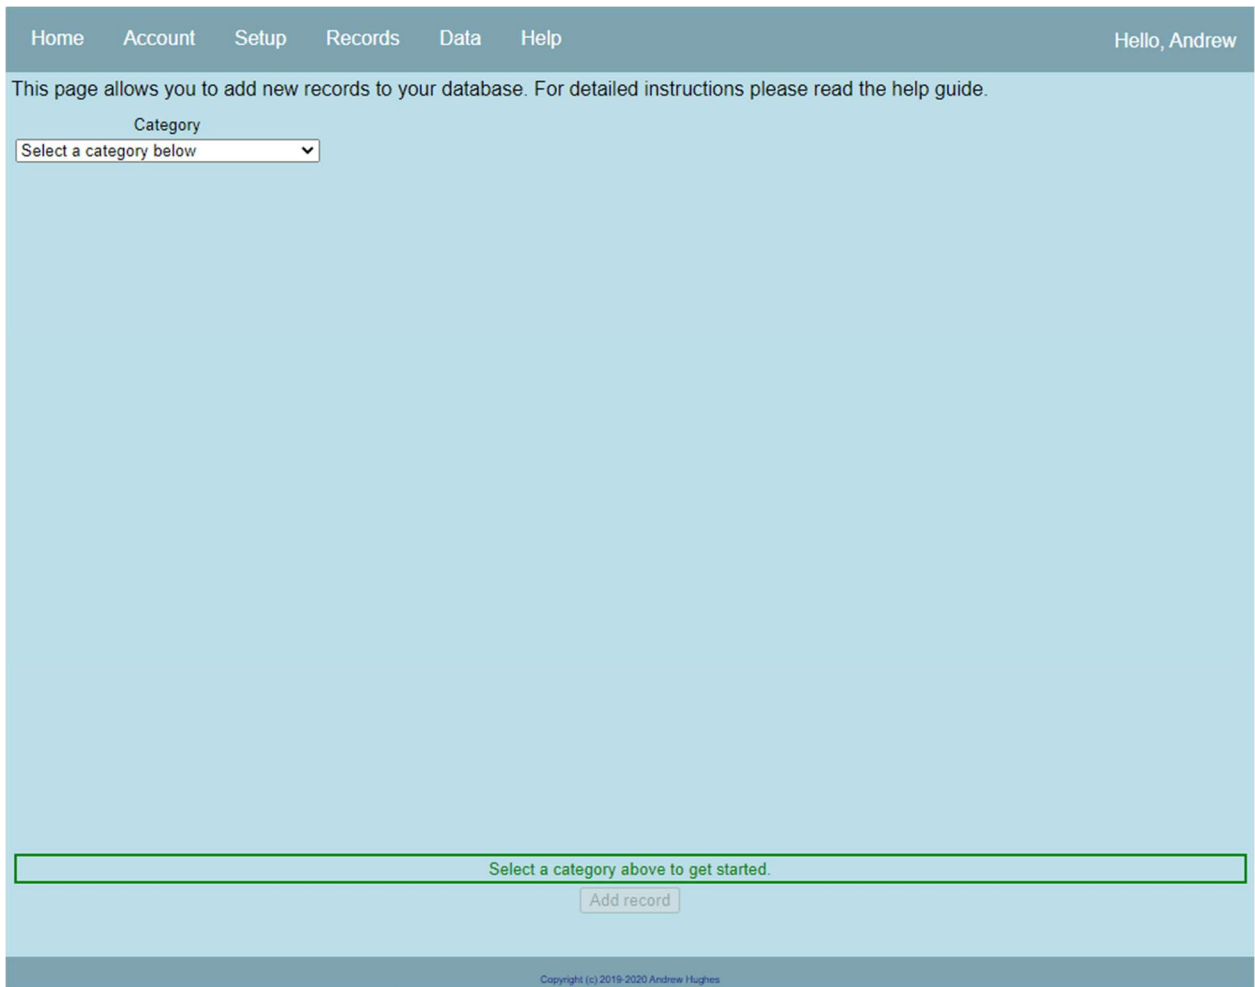 Home Account Setup Records Data Help Hello, Andrew
This page allows you to add new records to your database. For detailed instructions please read the help guide.
Category
Select a category below
Select a category above to get started.
Add record
Copyright (c) 2019-2020 Andrew Hughes